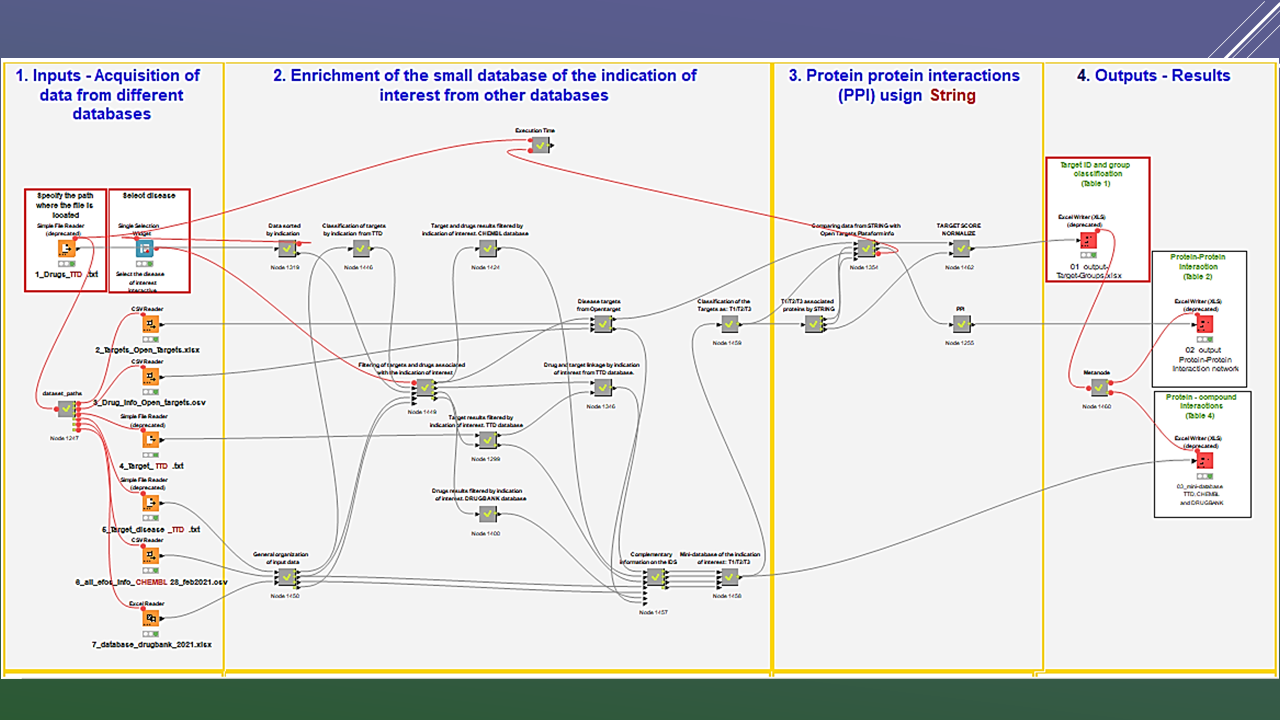 1. Inputs - Acquisition of
data from different
databases
2. Enrichment of the small database of the indication of
interest from other databases
3. Protein protein interactions
(PPI) usign String
4. Outputs - Results
Execution Time
Specify the path
where the file is
located
Simple File Reader
(deprecated)
1_Drugs_TTD .txt
Select disease
Single Selection
Widget
Select the disease
of interest
CSV Reader
2_Targets_Open_Targets.xlsx
CSV Reader
3_Drug_Info_Open_targets.csv
dataset_paths
Node 1247
Simple File Reader
(deprecated)
4_Target_ TTD .txt
Simple File Reader
(deprecated)
5_Target_disease _TTD .txt
CSV Reader
6_all_efos_info_CHEMBL 28_feb2021.csv
Excel Reader
7_database_drugbank_2021.xlsx
Data sorted
by indication
Node 1319
Classification of targets
by indication from TTD
Node 1446
Target and drugs results filtered by
indication of interest. CHEMBL database
Node 1424
Disease targets
from Opentarget
Filtering of targets and drugs associated
with the indication of interest
Node 1449
Drug and target linkage by indication
from TTD database.
Node 1346
Target results filtered by
indication of interest. TTD database
Node 1299
Drugs results filtered by indication
of interest. DRUGBANK database
Node 1400
General organization
of input data
Node 1450
Complementary
information on the IDS
Node 1457
Mini-database of the indication
of interest: T1/T2/T3
Node 1458
Classification of the
Targets as: T1/T2/T3
Node 1459
Comparing data from STRING with
Open Targets Plataform info
Node 1354
TARGET SCORE
NORMALIZE
Node 1462
T1/T2/T3 associated
proteins by STRING
PPI
Node 1255
Target ID and group
classification
(Table 1)
Excel Writer (XLS)
(deprecated)
01_output-
Target-Groups.xlsx
Protein-Protein
Interaction
(Table 2)
Excel Writer (XLS)
(deprecated)
02_output
Protein-Protein
Interaction network
Metanode
Node 1460
Protein - compound
interactions
(Table 4)
Excel Writer (XLS)
(deprecated)
03_mini-database
TTD, CHEMBL
and DRUGBANK